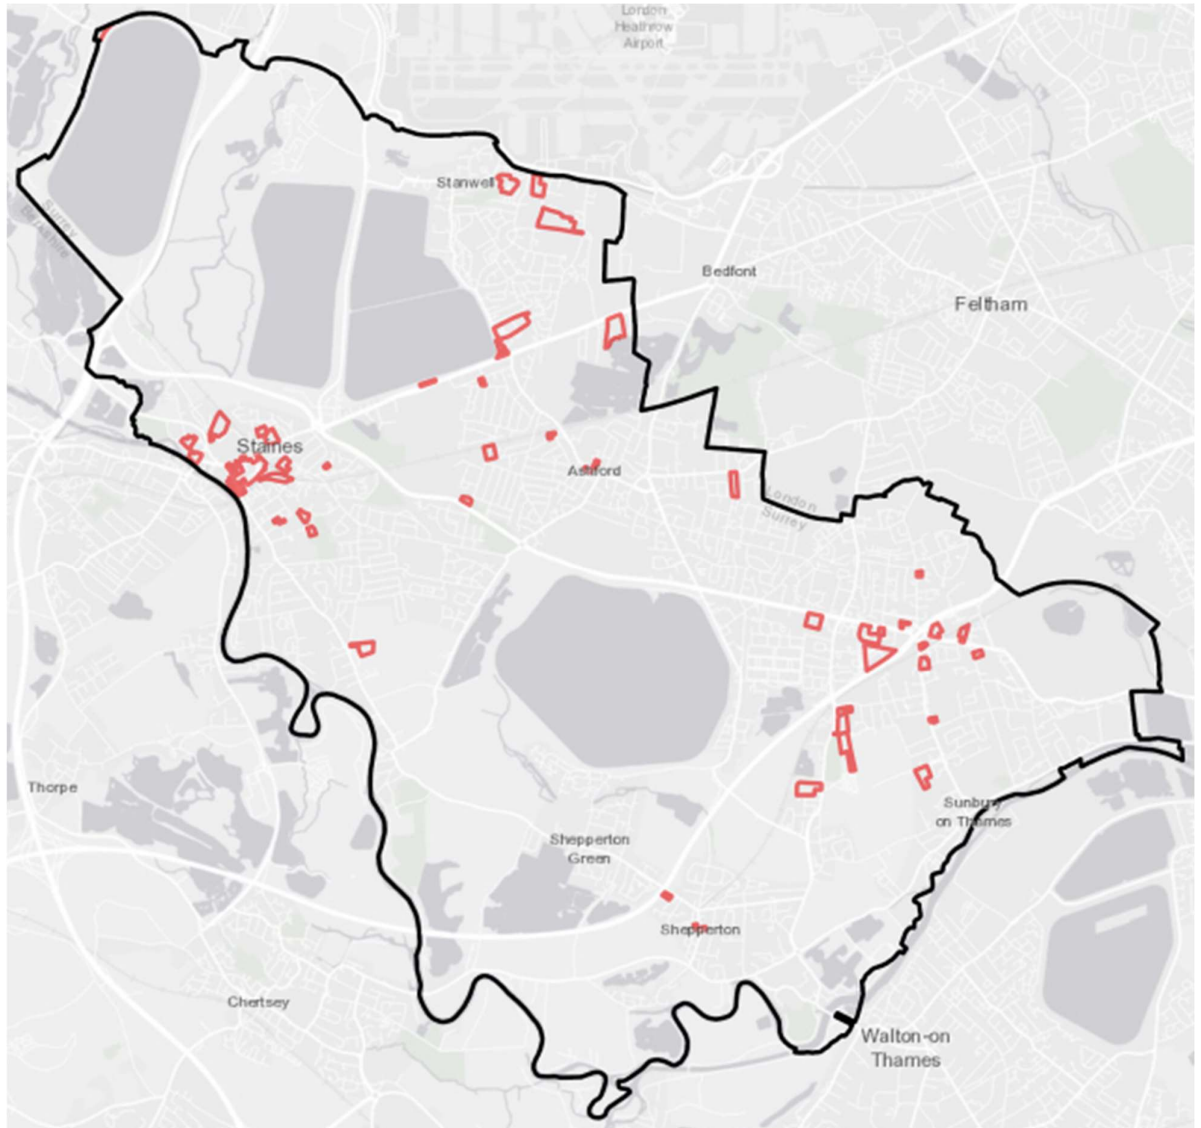 London
Heathrow
Airport
Stanwell
Surrey
Berkshire
Bedfont
Feltham
Staines
Ashford
London
Surrey
Thorpe
Sunbury
on Thames
Shepperton
Green
Shepperton
Chertsey
Walton-on
Thames